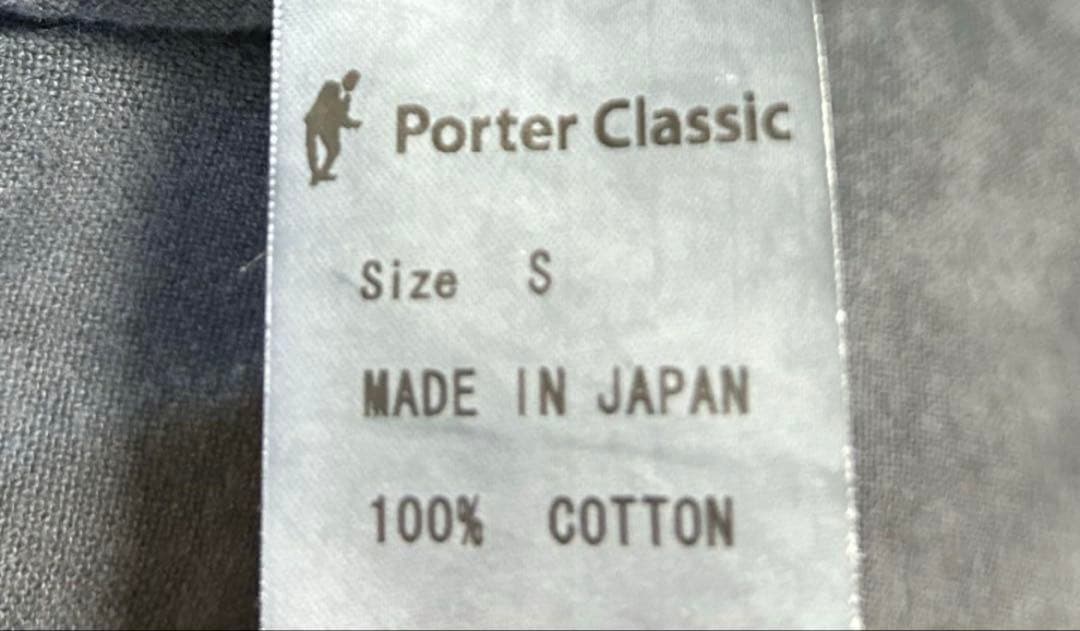 Porter Classic
Size S
MADE IN JAPAN
100% COTTON